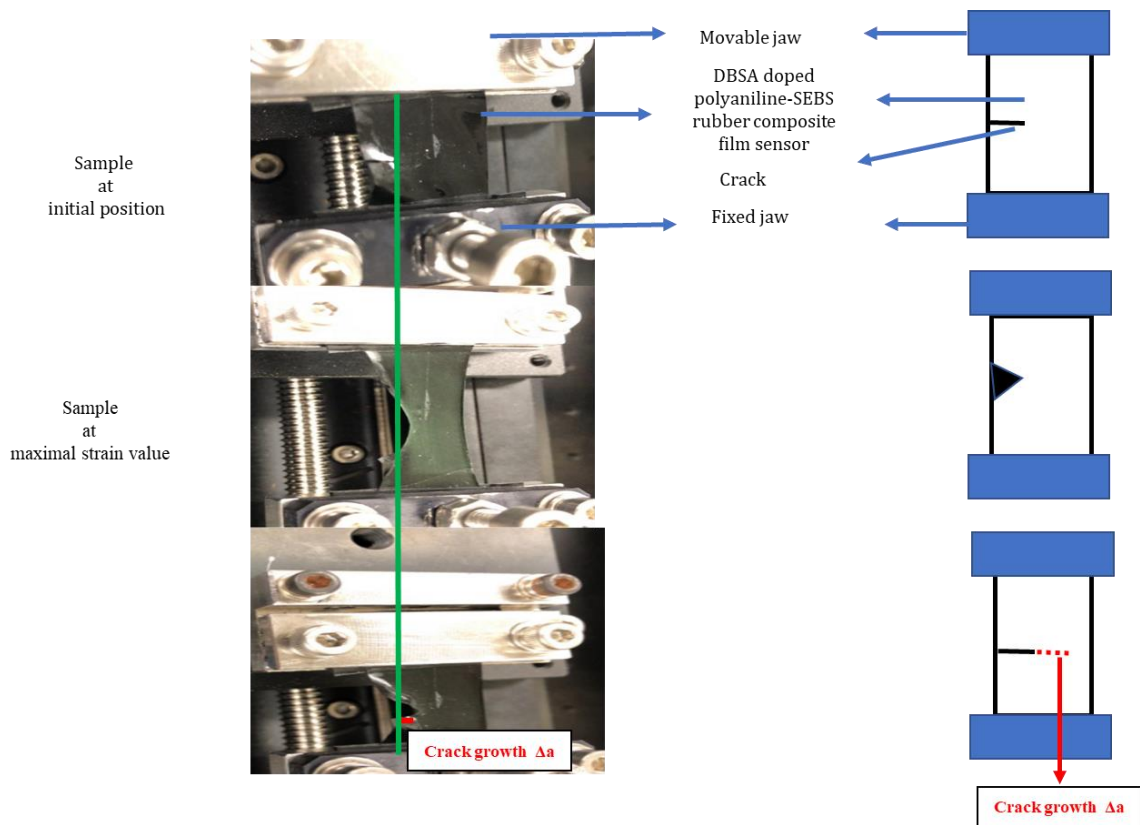 Movable jaw
DBSA doped
polyaniline-SEBS
rubber composite
film sensor
Crack
Fixed jaw
Sample
at
initial position
Sample
at
maximal strain value
Crack growth Δa
Crack growth Δa